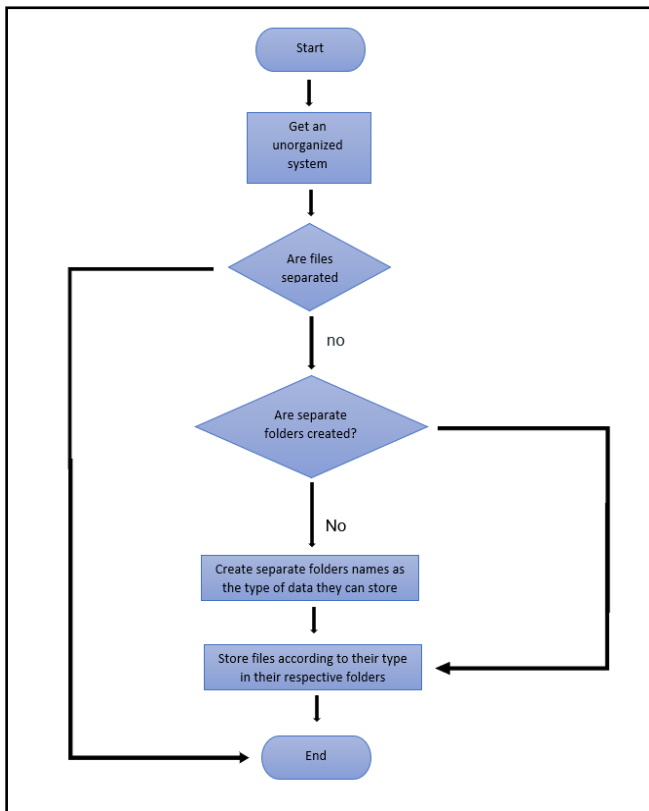 Start
Get an
unorganized
system
Are files
separated
no
Are separate
folders created?
No
Create separate folders names as
the type of data they can store
Store files according to their type
in their respective folders
End